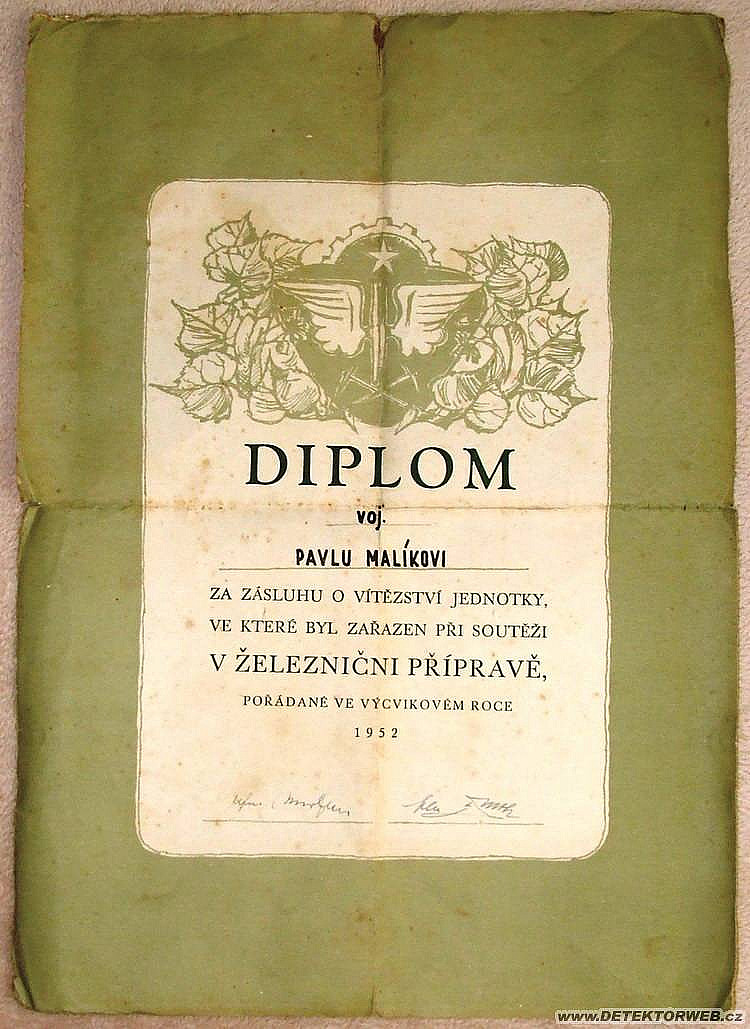 DIPLOM
voj.
PAVLU MALÍKOVI
ZA ZÁSLUHU O VÍTĚZSTVÍ JEDNOTKY,
VE KTERÉ BYL ZAŘAZEN PŘI SOUTĚŽI
V ŽELEZNIČNI PŘÍPRAVĚ,
POŘÁDANÉ VE VÝCVIKOVÉM ROCE
1952
www.DETEKTORWEB.cz